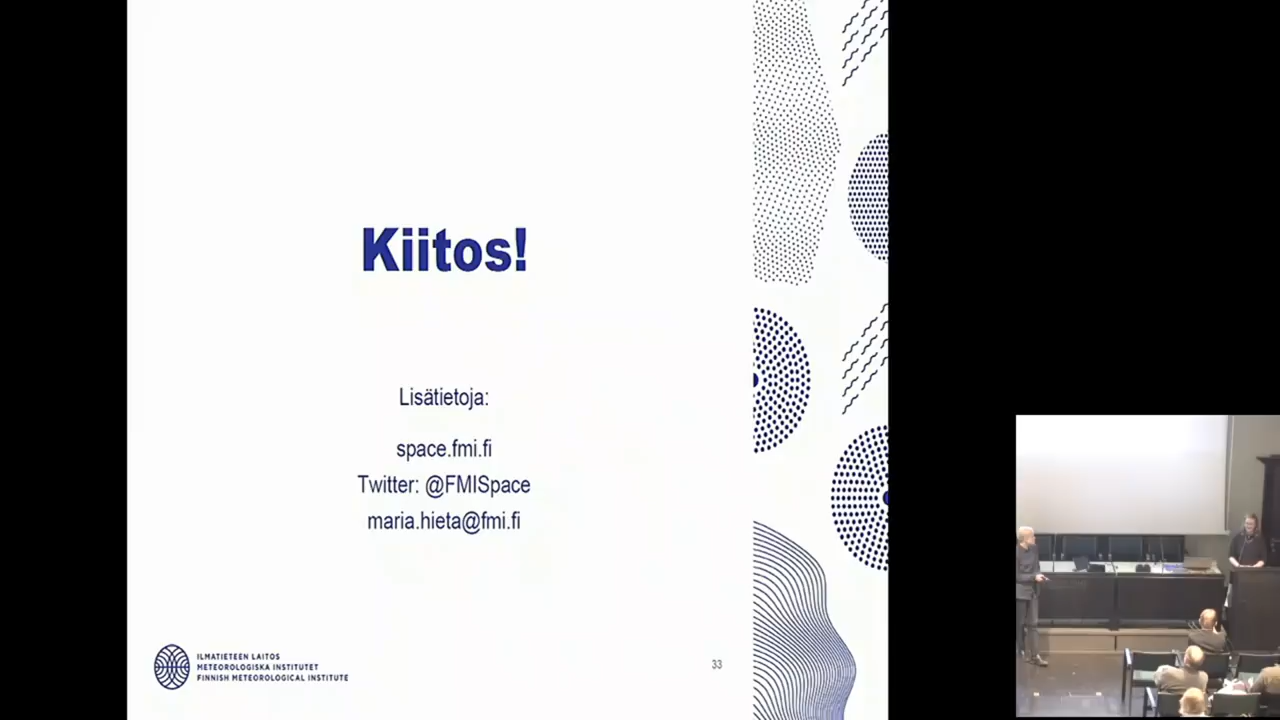 Kiitos!
Lisätietoja:
space.fmi.fi
Twitter: @FMISpace
maria.hieta@fmi.fi
ILMATIETEEN LAITOS
METEOROLOGISKA INSTITUTET
FINNISH METEOROLOGICAL INSTITUTE
33